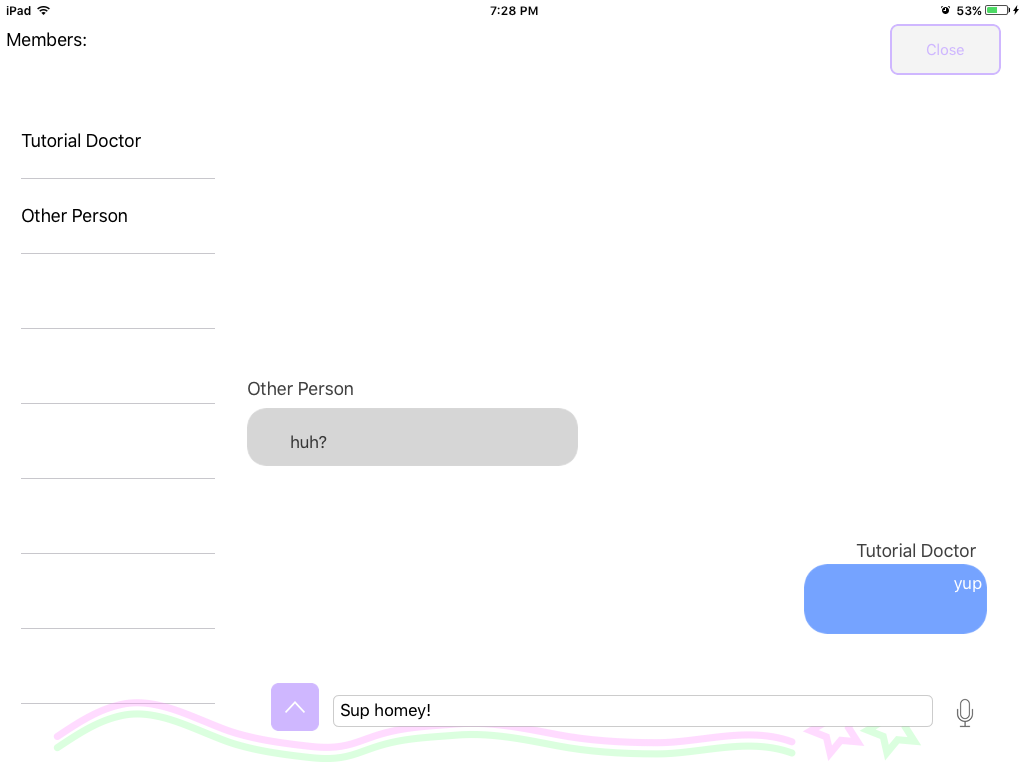 iPad 7:28 PM 53%
Members:
Close
Tutorial Doctor
Other Person
Other Person
huh?
Tutorial Doctor
yup
Sup homey!